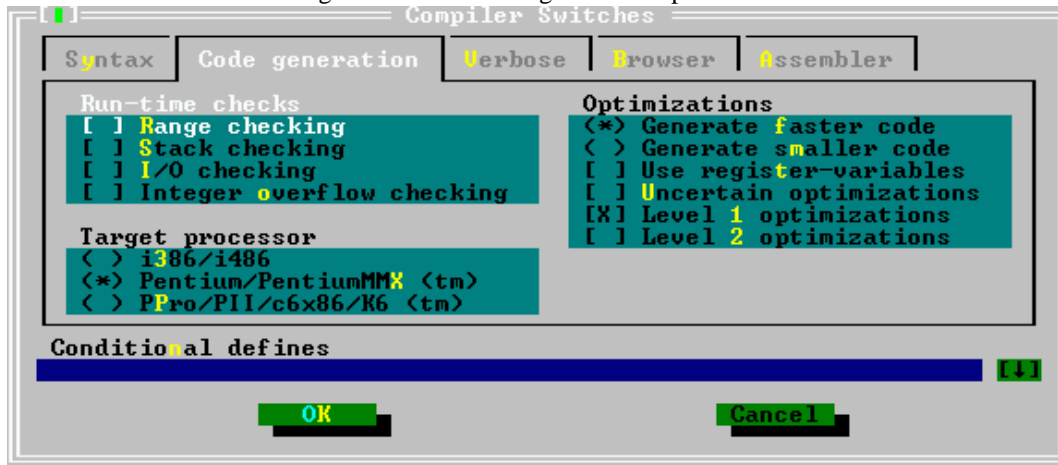 [■] Compiler Switches
Syntax Code generation Verbose Browser Assembler
Run-time checks
[ ] Range checking
[ ] Stack checking
[ ] I/O checking
[ ] Integer overflow checking
Target processor
( ) i386/i486
(*) Pentium/PentiumMMX (tm)
( ) PPro/PII/c6x86/K6 (tm)
Optimizations
(*) Generate faster code
( ) Generate smaller code
[ ] Use register-variables
[ ] Uncertain optimizations
[X] Level 1 optimizations
[ ] Level 2 optimizations
Conditional defines
[↓]
OK Cancel